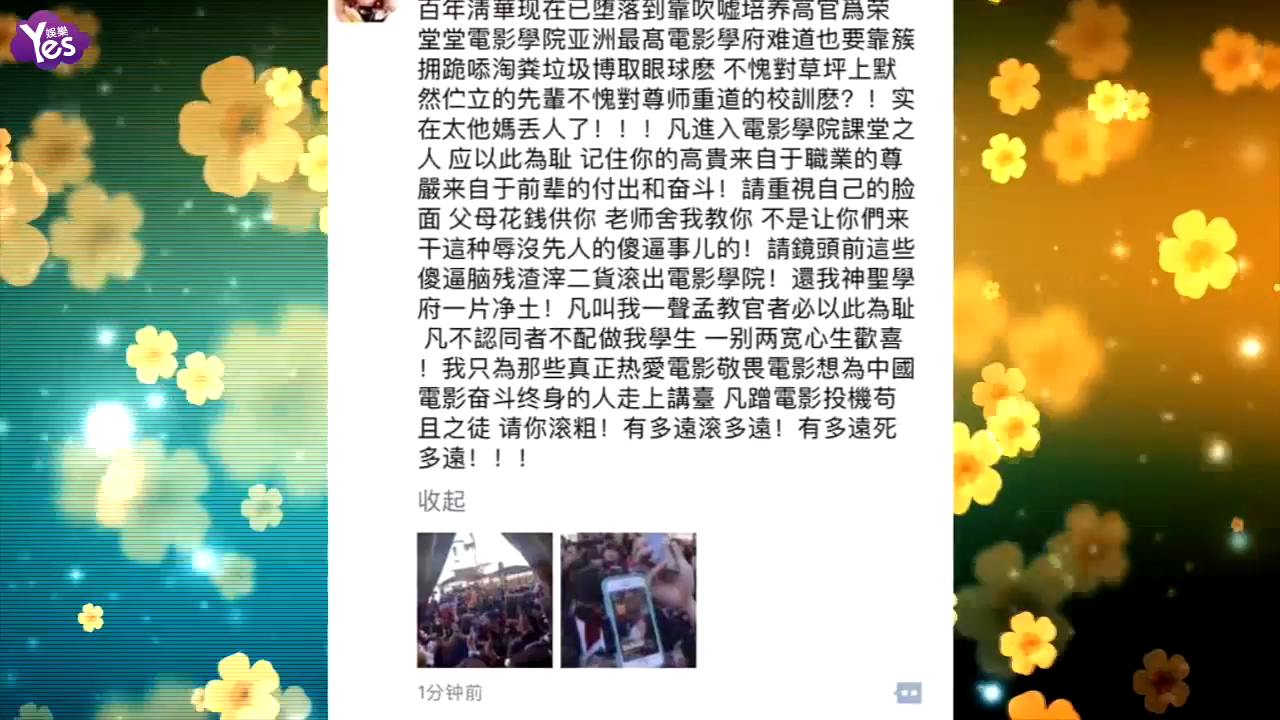 娛樂
Yes
百年清華现在已堕落到靠吹嘘培养高官爲荣
堂堂電影學院亚洲最髙電影學府难道也要靠簇
拥跪嘇淘粪垃圾博取眼球麽 不愧對草坪上默
然伫立的先輩不愧對尊师重道的校訓麽？！实
在太他媽丢人了！！！凡進入電影學院課堂之
人 应以此為耻 记住你的高貴来自于職業的尊
嚴来自于前辈的付出和奋斗！請重視自己的脸
面 父母花銭供你 老师舍我教你 不是让你們来
干這种辱沒先人的傻逼事儿的！請鏡頭前這些
傻逼脑残渣滓二貨滚出電影學院！還我神聖學
府一片净土！凡叫我一聲孟教官者必以此為耻
凡不認同者不配做我學生 一别两宽心生歡喜
！我只為那些真正热愛電影敬畏電影想為中國
電影奋斗终身的人走上講臺 凡蹭電影投機苟
且之徒 请你滚粗！有多遠滚多遠！有多遠死
多遠！！！
收起
1分钟前